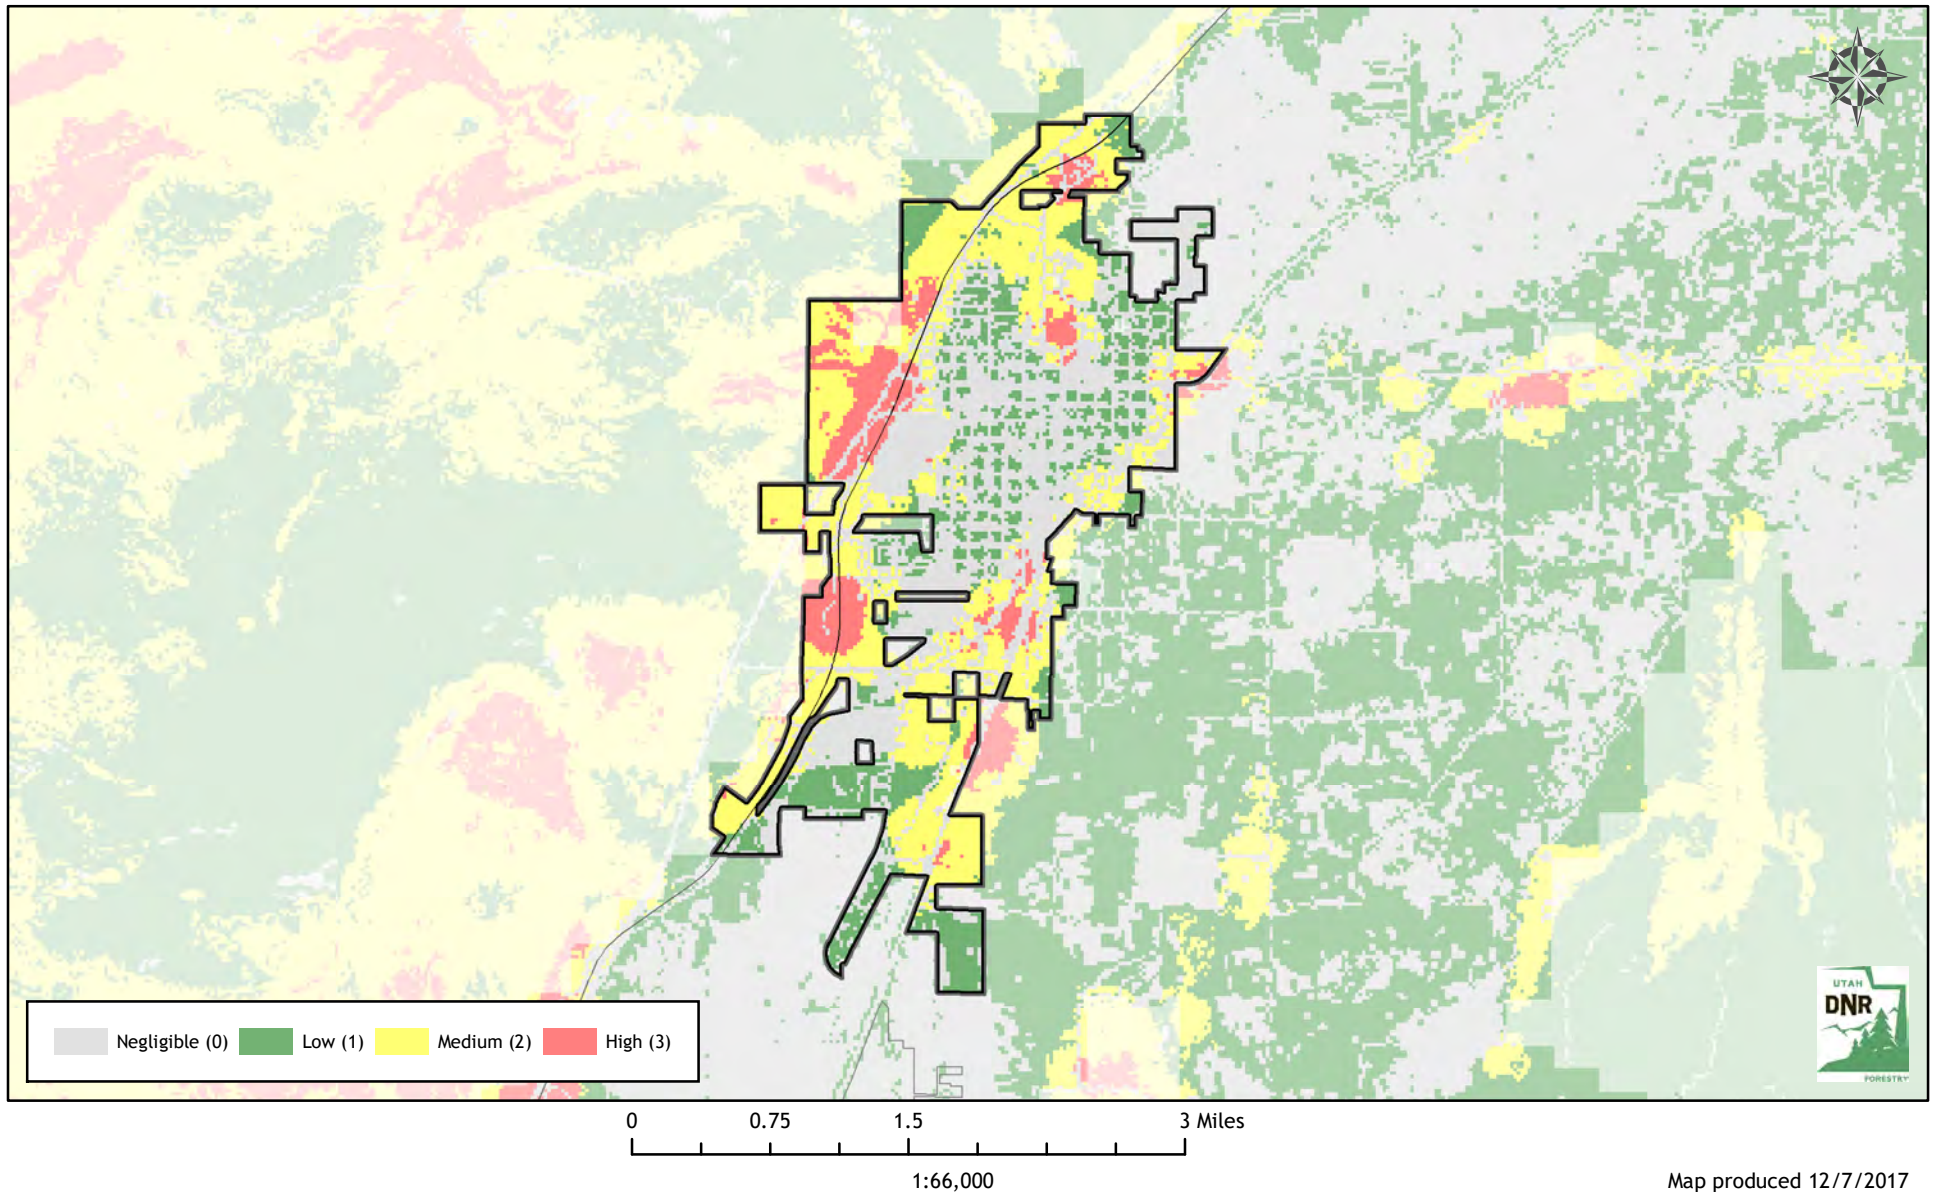 UTAH
DNR
FORESTRY
Negligible (0) Low (1) Medium (2) High (3)
0 0.75 1.5 3 Miles
1:66,000
Map produced 12/7/2017